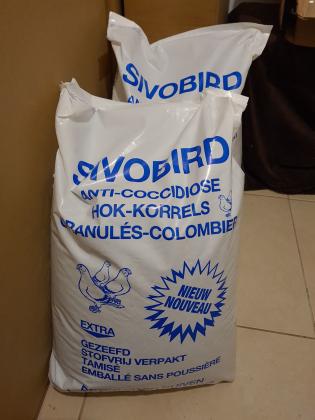 SIVOBIRD
SIVOBIRD
ANTI-COCCIDIOSE
HOK-KORRELS
GRANULÉS-COLOMBIER
NIEUW
NOUVEAU
EXTRA
GEZEEFD
STOFVRIJ VERPAKT
TAMISÉ
EMBALLÉ SANS POUSSIÈRE